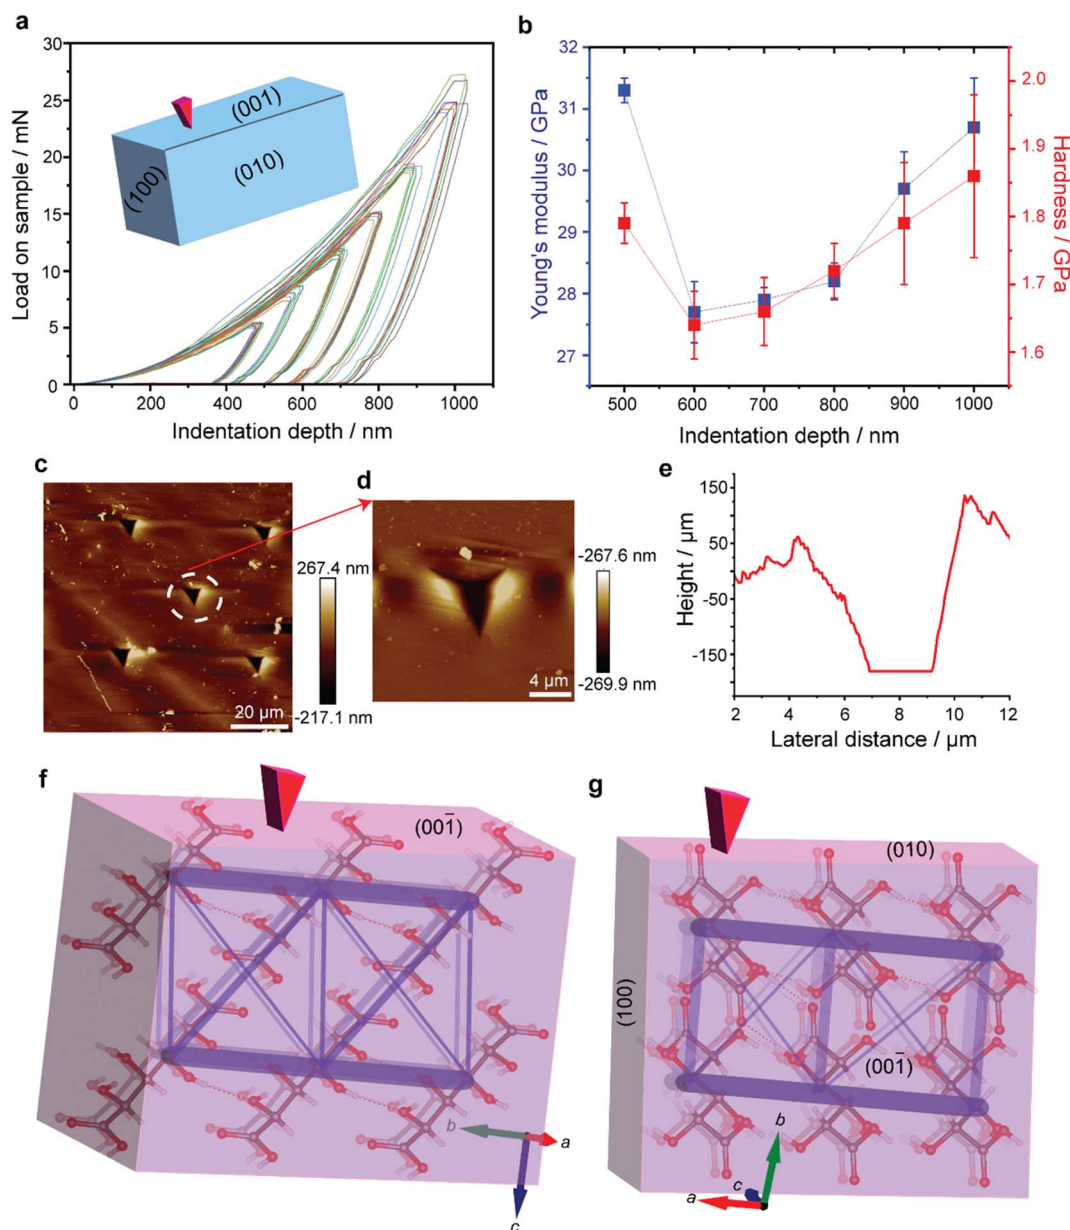 a
30
25
20
15
10
5
0
Load on sample / mN
(001)
(100)
(010)
0 200 400 600 800 1000
Indentation depth / nm
b
32
31
30
29
28
27
Young's modulus / GPa
2.0
1.9
1.8
1.7
1.6
Hardness / GPa
500 600 700 800 900 1000
Indentation depth / nm
c
267.4 nm
-217.1 nm
20 µm
d
-267.6 nm
-269.9 nm
4 µm
e
150
50
-50
-150
Height / µm
2 4 6 8 10 12
Lateral distance / µm
f
(001̄)
b
a
c
g
(010)
(100)
(001̄)
b
c
a